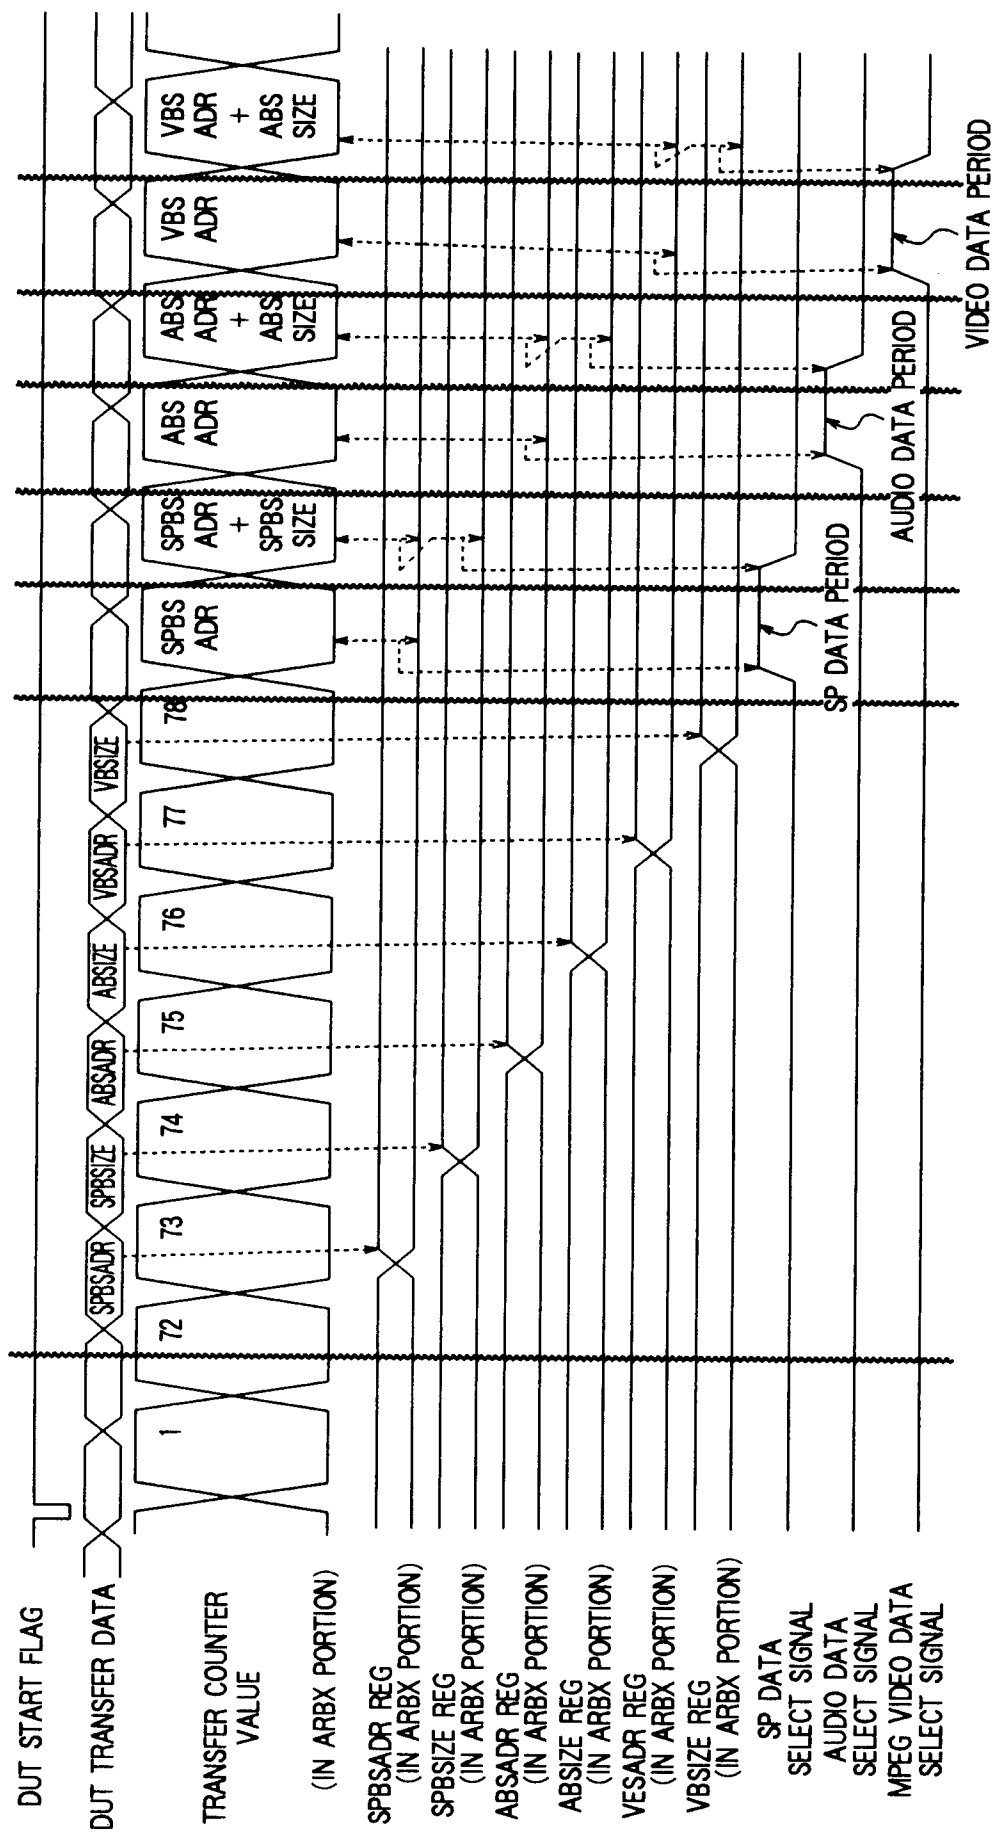 DUT START FLAG
DUT TRANSFER DATA
SPBSADR
SPBSIZE
ABSADR
ABSIZE
VBSADR
VBSIZE
TRANSFER COUNTER
VALUE
(IN ARBX PORTION)
1
72
73
74
75
76
77
78
SPBS
ADR
SPBS
ADR
+
SPBS
SIZE
ABS
ADR
ABS
ADR
+
ABS
SIZE
VBS
ADR
VBS
ADR
+
ABS
SIZE
SPBSADR REG
(IN ARBX PORTION)
SPBSIZE REG
(IN ARBX PORTION)
ABSADR REG
(IN ARBX PORTION)
ABSIZE REG
(IN ARBX PORTION)
VESADR REG
(IN ARBX PORTION)
VBSIZE REG
(IN ARBX PORTION)
SP DATA
SELECT SIGNAL
SP DATA PERIOD
AUDIO DATA
SELECT SIGNAL
AUDIO DATA PERIOD
MPEG VIDEO DATA
SELECT SIGNAL
VIDEO DATA PERIOD